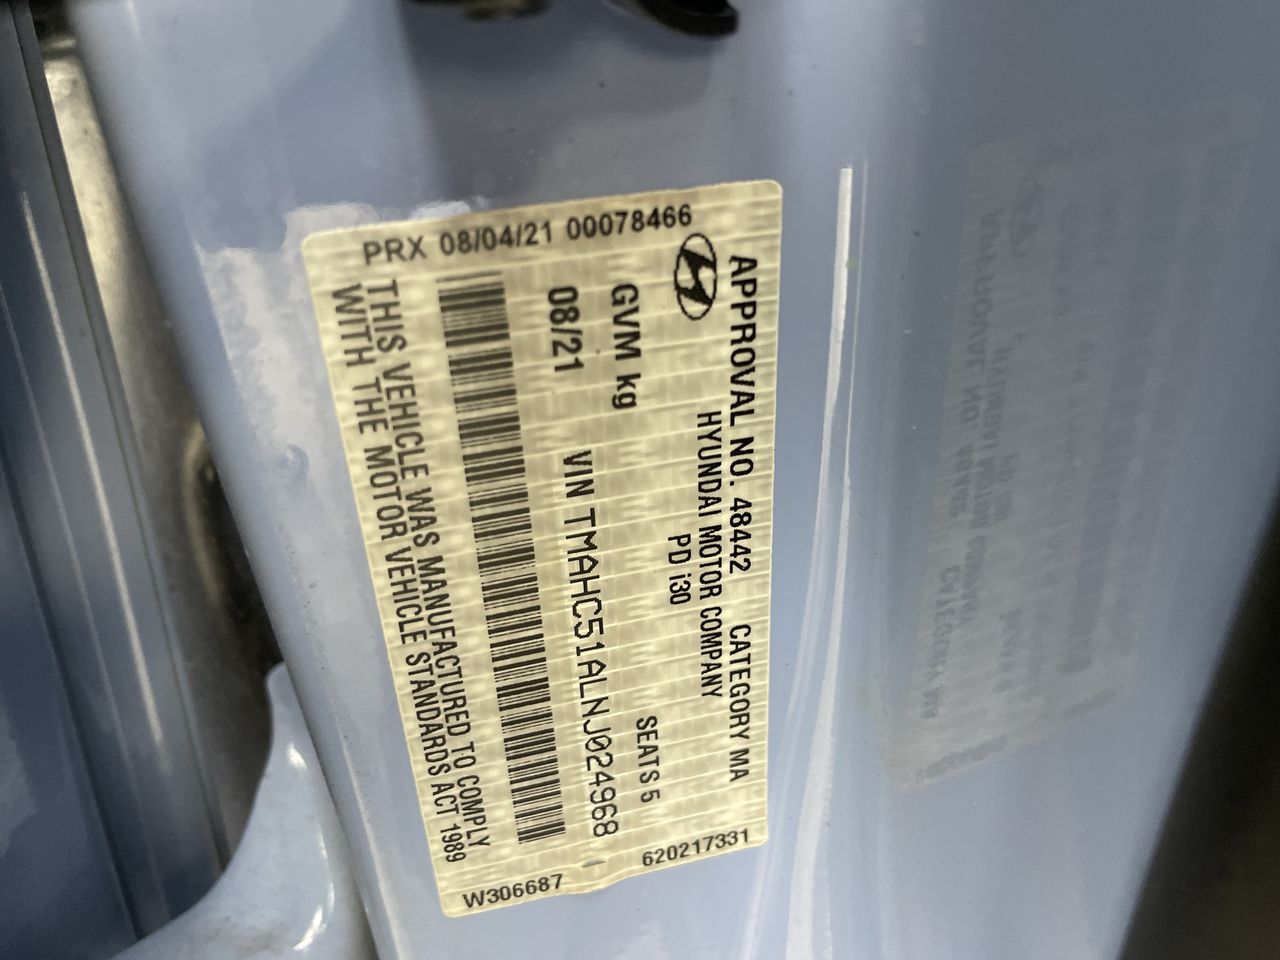 APPROVAL NO. 48442 CATEGORY MA
HYUNDAI MOTOR COMPANY
PD i30
GVM kg SEATS 5
08/21 VIN TMAHC51ALNJ024968
THIS VEHICLE WAS MANUFACTURED TO COMPLY
WITH THE MOTOR VEHICLE STANDARDS ACT 1989
PRX 08/04/21 00078466
W306687 620217331